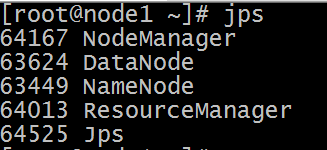 [root@node1 ~]# jps
64167 NodeManager
63624 DataNode
63449 NameNode
64013 ResourceManager
64525 Jps